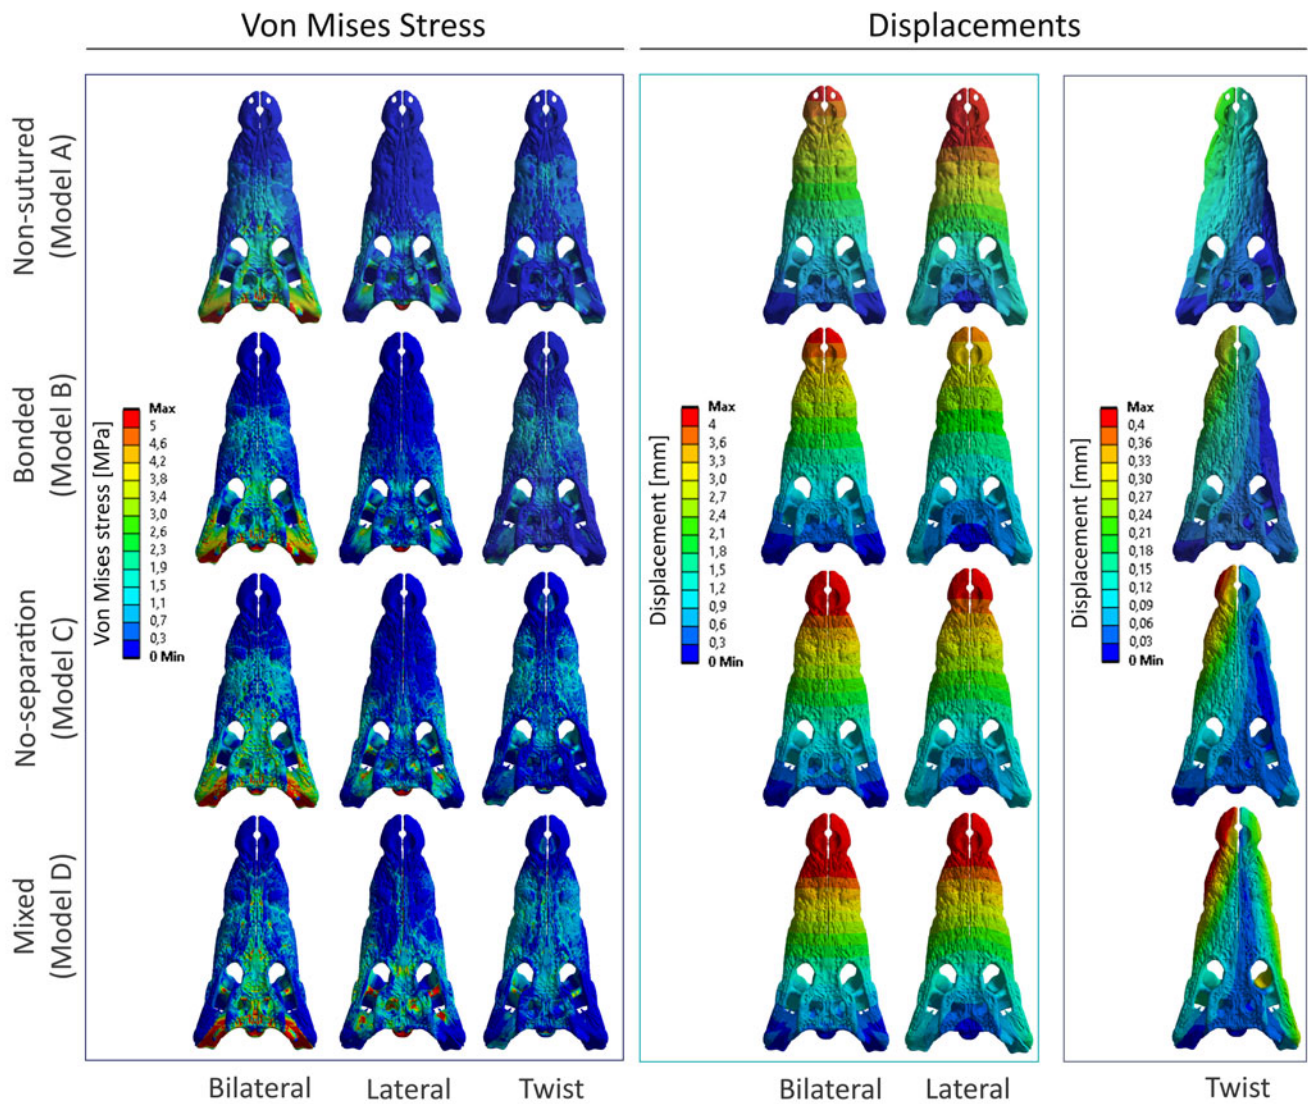 Von Mises Stress
Displacements
Non-sutured
(Model A)
Bonded
(Model B)
No-separation
(Model C)
Mixed
(Model D)
Von Mises stress [MPa]
Max
5
4,6
4,2
3,8
3,4
3,0
2,6
2,3
1,9
1,5
1,1
0,7
0,3
0 Min
Displacement [mm]
Max
4
3,6
3,3
3,0
2,7
2,4
2,1
1,8
1,5
1,2
0,9
0,6
0,3
0 Min
Displacement [mm]
Max
0,4
0,36
0,33
0,30
0,27
0,24
0,21
0,18
0,15
0,12
0,09
0,06
0,03
0 Min
Bilateral
Lateral
Twist
Bilateral
Lateral
Twist